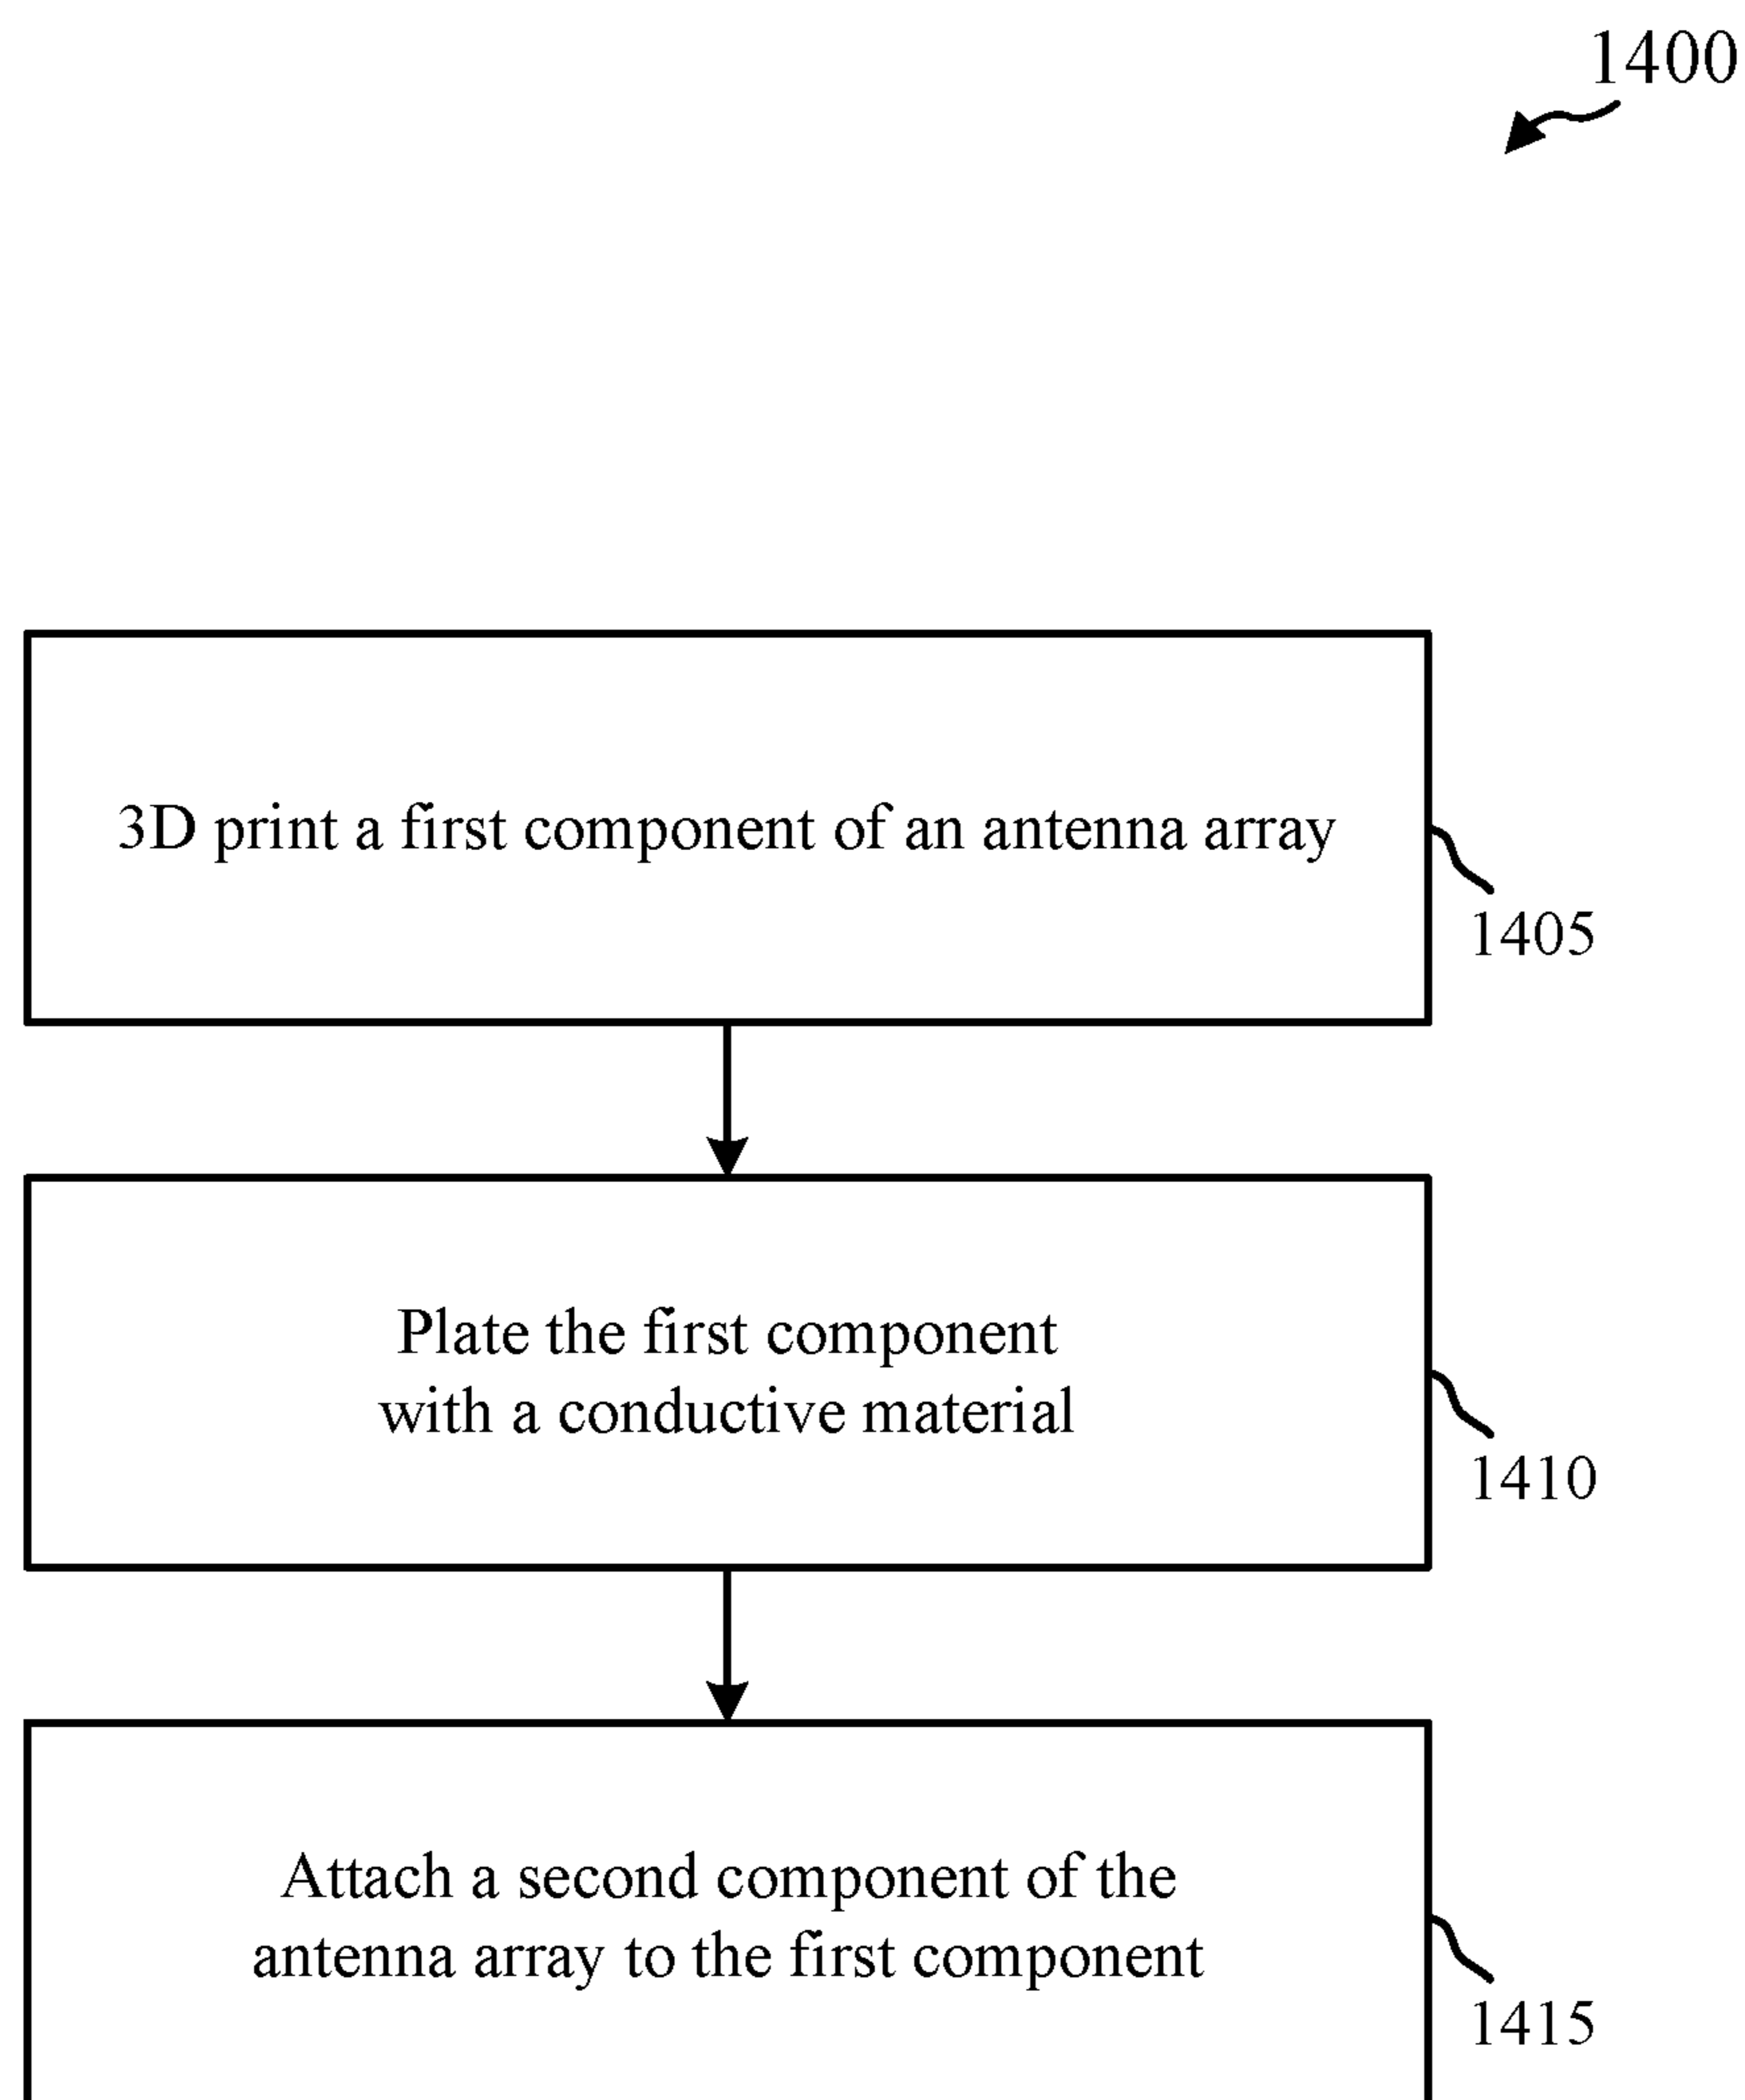 1400
3D print a first component of an antenna array
1405
Plate the first component
with a conductive material
1410
Attach a second component of the
antenna array to the first component
1415